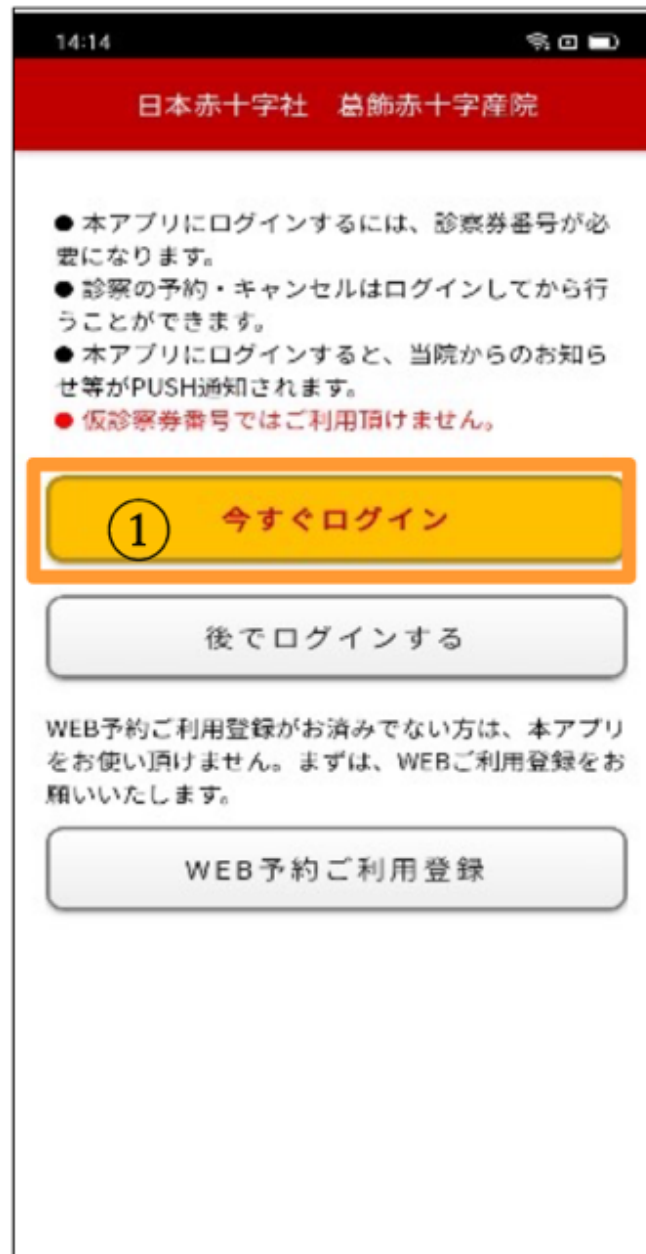 14:14
日本赤十字社 葛飾赤十字産院
● 本アプリにログインするには、診察券番号が必
要になります。
● 診察の予約・キャンセルはログインしてから行
うことができます。
● 本アプリにログインすると、当院からのお知ら
せ等がPUSH通知されます。
● 仮診察券番号ではご利用頂けません。
① 今すぐログイン
後でログインする
WEB予約ご利用登録がお済みでない方は、本アプリ
をお使い頂けません。まずは、WEBご利用登録をお
願いいたします。
WEB予約ご利用登録